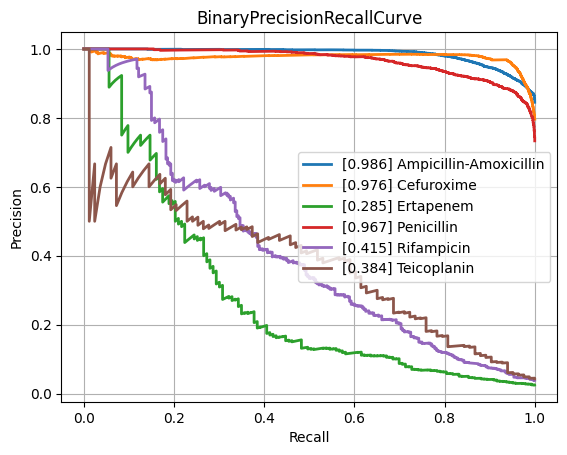 BinaryPrecisionRecallCurve
1.0
0.8
0.6
0.4
0.2
0.0
Precision
[0.986] Ampicillin-Amoxicillin
[0.976] Cefuroxime
[0.285] Ertapenem
[0.967] Penicillin
[0.415] Rifampicin
[0.384] Teicoplanin
0.0 0.2 0.4 0.6 0.8 1.0
Recall